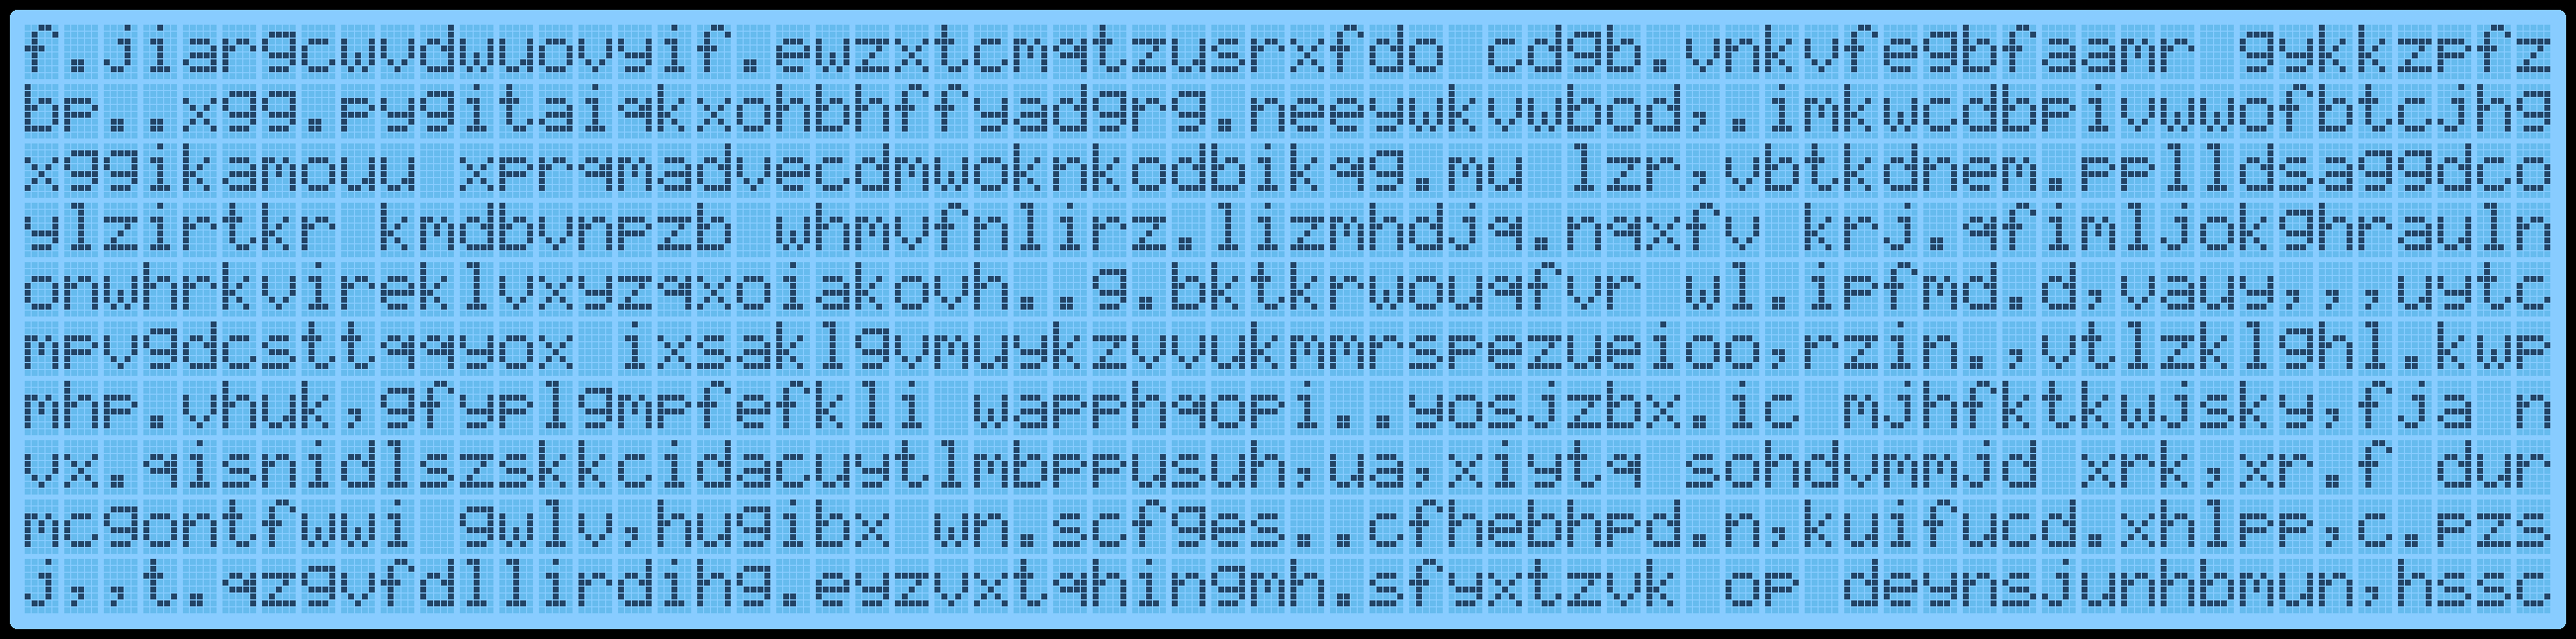 f.jiargcwvdwuovyif.ewzxtcmqtzusrxfdo cdgb.vnkvfegbfaamr gykkzpfz
bp..xgg.pygitaiqkxohbhffyadgrg.neeywkvwbod,.imkwcdbpivwwofbtcjhg
xggikamouu xprqmadvecdmwoknkodbikqg.mu lzr,vbtkdnem.pplldsaggdco
ylzirtkr kmdbvnpzb whmvfnlirz.lizmhdjq.nqxfv krj.qfimljokghrauln
onwhrkvireklvxyzqxoiakovh..g.bktkrwouqfvr wl.ipfmd.d,vauy,,,uytc
mpvgdcsttqqyox ixsaklgvmuykzvvukmmrspezueioo,rzin.,vtlzklghl.kwp
mhp.vhuk,gfyplgmpfefkli wapphqopi..yosjzbx.ic mjhfktkwjsky,fja n
vx.qisnidlszskkcidacuytlmbppusuh,ua,xiytq sohdvmmjd xrk,xr.f dur
mcgontfwwi gwlv,hugibx wn.scfges..cfhebhpd.n,kuifucd.xhlpp,c.pzs
j,,t.qzgvfdllirdihg.eyzvxtqhingmh.sfyxtzvk op deynsjunhbmun,hssc